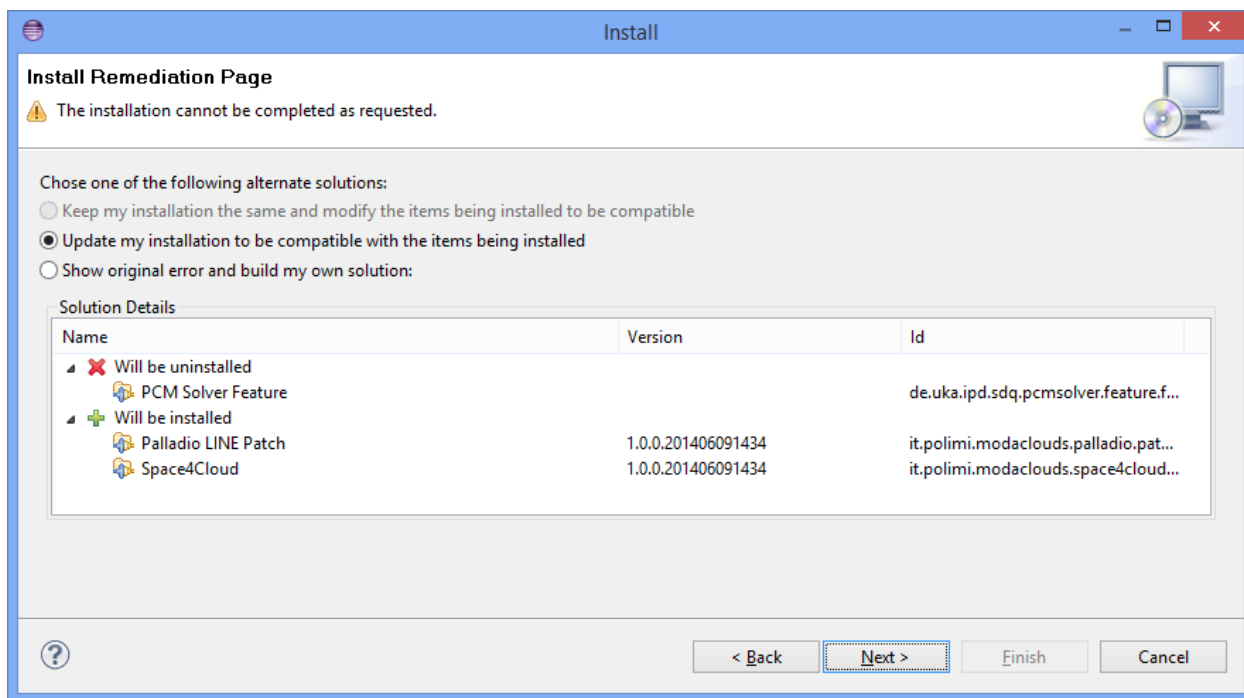 Install
Install Remediation Page
The installation cannot be completed as requested.
Chose one of the following alternate solutions:
Keep my installation the same and modify the items being installed to be compatible
Update my installation to be compatible with the items being installed
Show original error and build my own solution:
Solution Details
Name Version Id
Will be uninstalled
PCM Solver Feature de.uka.ipd.sdq.pcmsolver.feature.f...
Will be installed
Palladio LINE Patch 1.0.0.201406091434 it.polimi.modaclouds.palladio.pat...
Space4Cloud 1.0.0.201406091434 it.polimi.modaclouds.space4cloud...
< Back Next > Finish Cancel